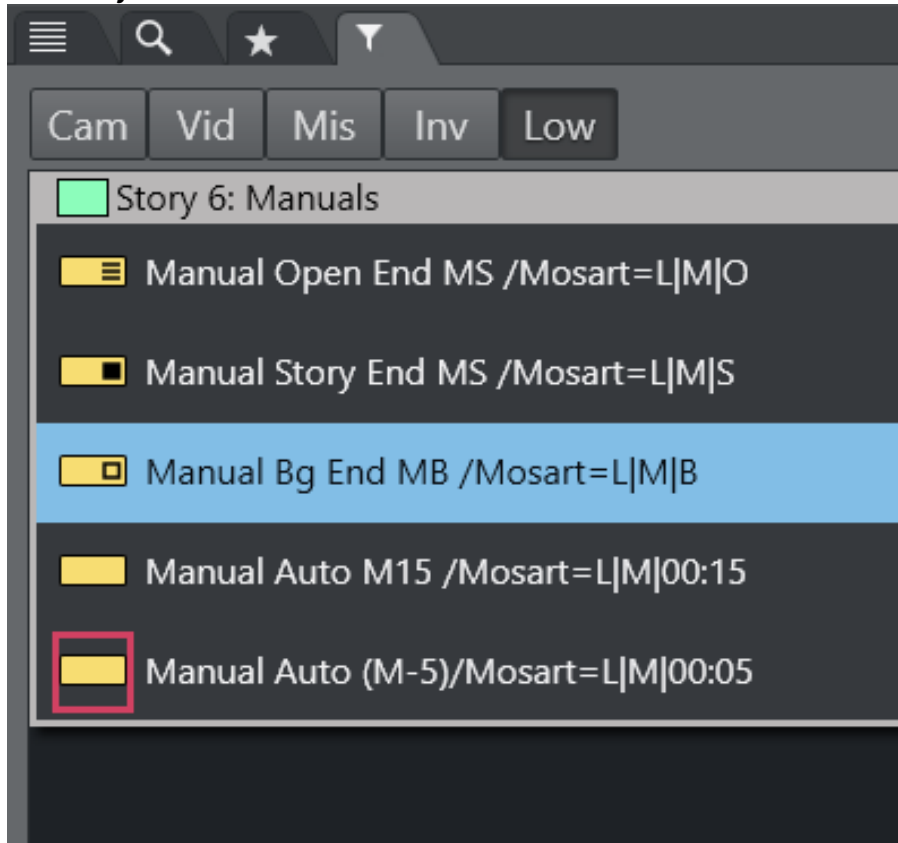 Cam Vid Mis Inv Low
Story 6: Manuals
Manual Open End MS /Mosart=L|M|O
Manual Story End MS /Mosart=L|M|S
Manual Bg End MB /Mosart=L|M|B
Manual Auto M15 /Mosart=L|M|00:15
Manual Auto (M-5)/Mosart=L|M|00:05